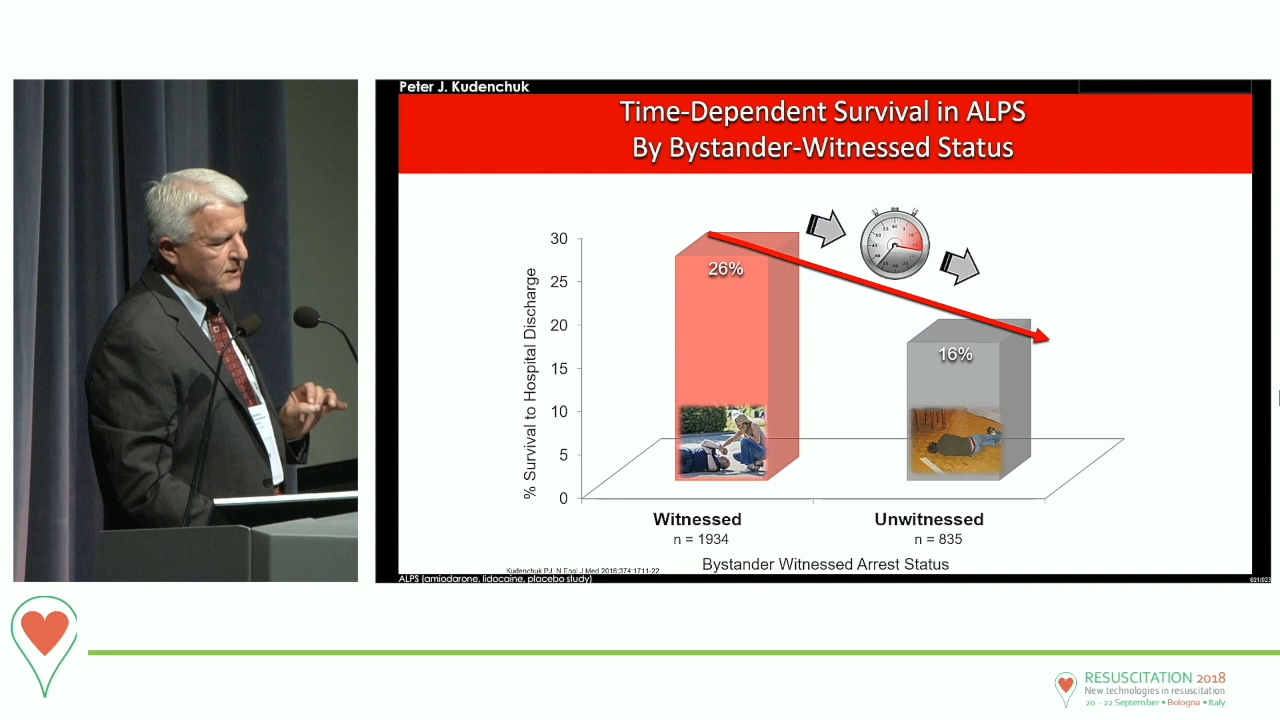 Peter J. Kudenchuk
Time-Dependent Survival in ALPS
By Bystander-Witnessed Status
30
25
20
15
10
5
0
% Survival to Hospital Discharge
26%
16%
Witnessed
n = 1934
Unwitnessed
n = 835
Bystander Witnessed Arrest Status
Kudenchuk PJ. N Engl J Med 2016;374:1711-22
ALPS (amiodarone, lidocaine, placebo study)
RESUSCITATION 2018
New technologies in resuscitation
20 - 22 September • Bologna • Italy